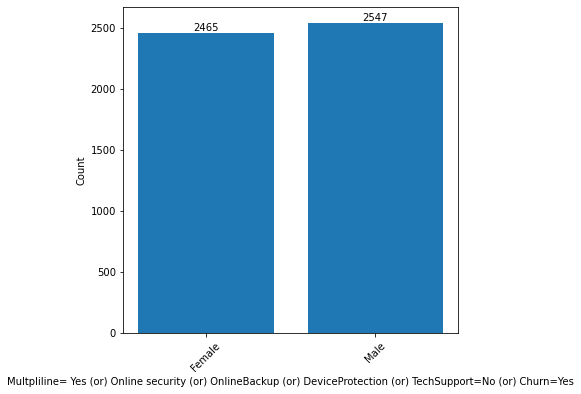 2465
2547
2500
2000
1500
1000
500
0
Count
Female
Male
Multpliline= Yes (or) Online security (or) OnlineBackup (or) DeviceProtection (or) TechSupport=No (or) Churn=Yes